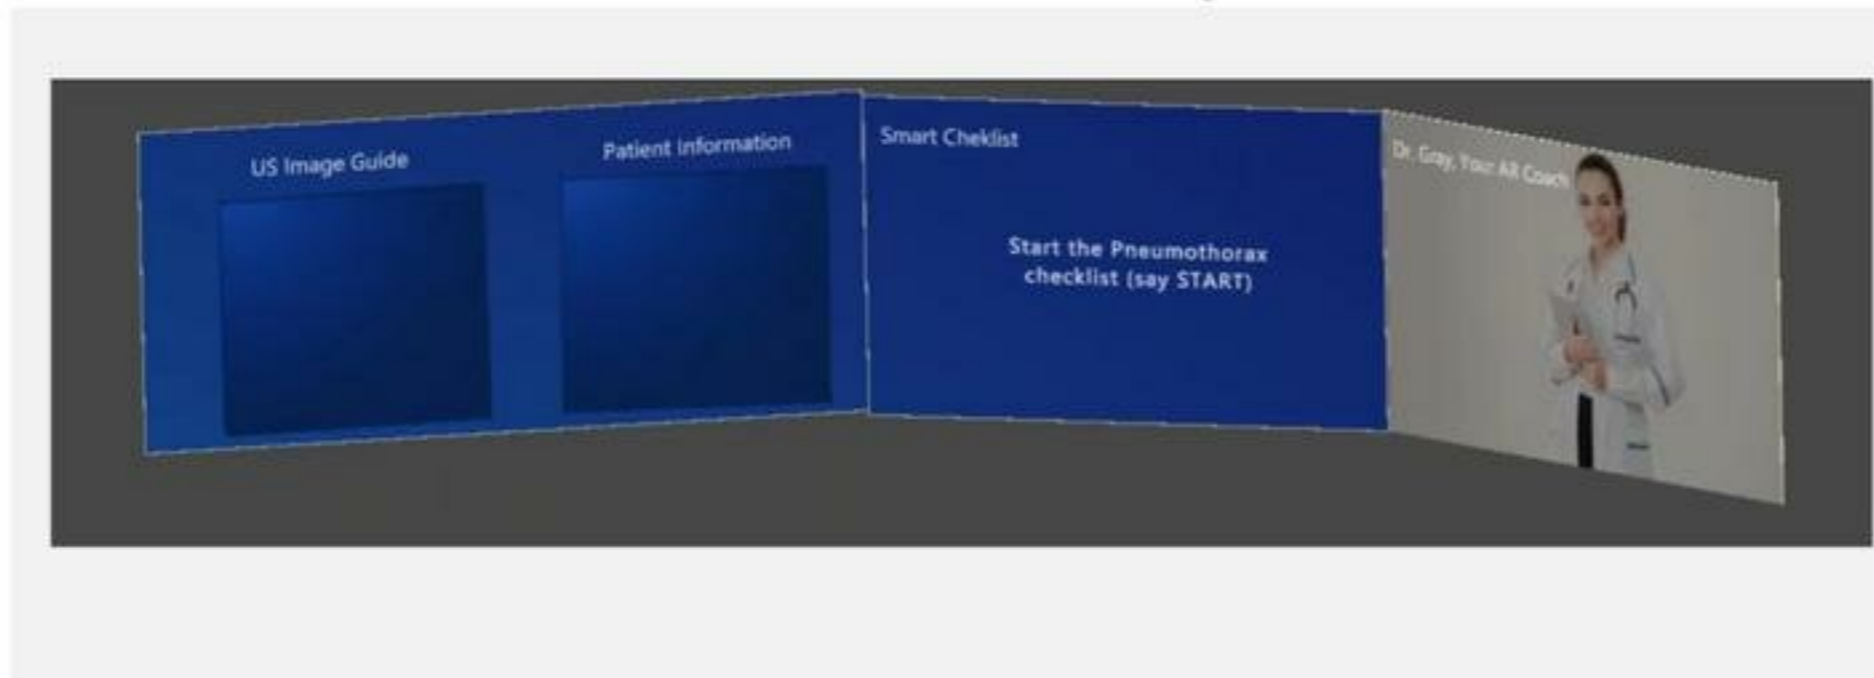 US Image Guide
Patient Information
Smart Cheklist
Start the Pneumothorax
checklist (say START)
Dr. Gray, Your AR Coach